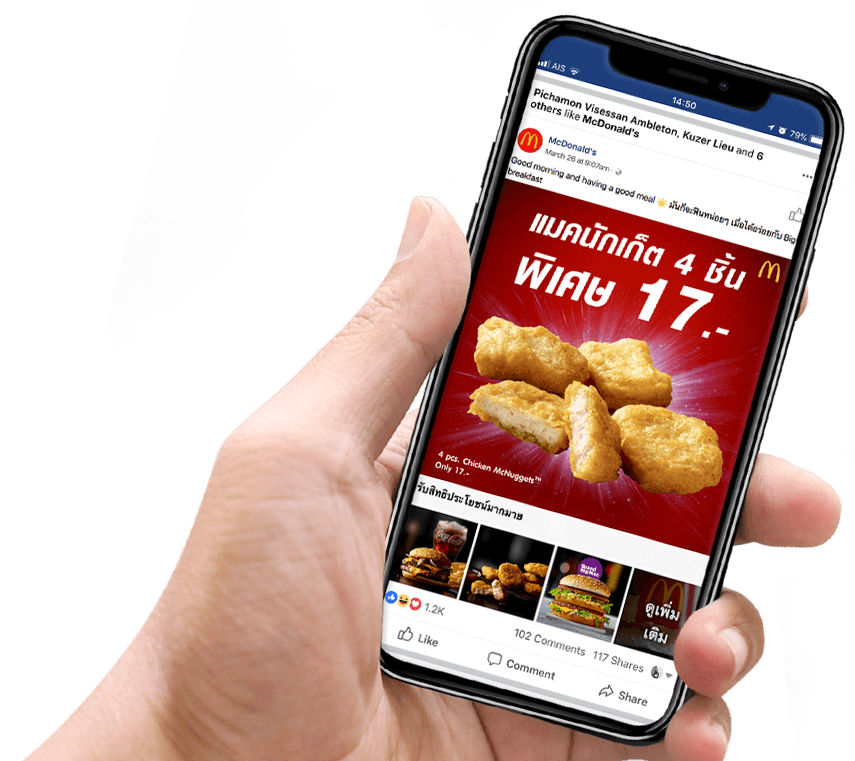 AIS
14:50
79%
Pichamon Visessan Ambleton, Kuzer Lieu and 6
others like McDonald's
McDonald's
March 26 at 9:07am
Good morning and having a good meal ☀️ มันก็จะฟินหน่อยๆ เมื่อได้อร่อยกับ Big
breakfast
แมคนักเก็ต 4 ชิ้น
พิเศษ 17.-
4 pcs. Chicken McNuggets™
Only 17.-
รับสิทธิประโยชน์มากมาย
Coca-Cola
ดูเพิ่ม
เติม
1.2K
102 Comments 117 Shares
Like
Comment
Share